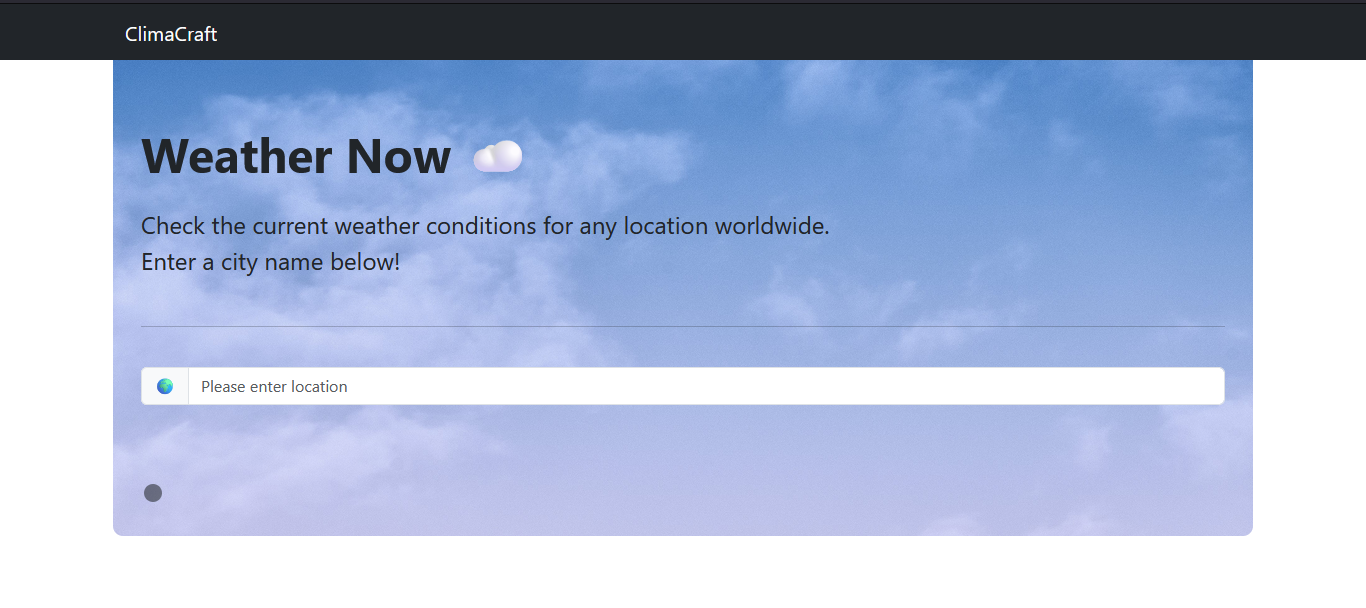 ClimaCraft
Weather Now
Check the current weather conditions for any location worldwide.
Enter a city name below!
Please enter location